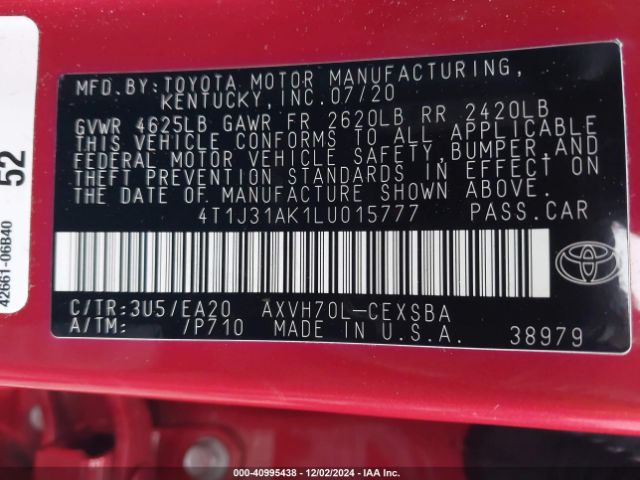 MFD.BY:TOYOTA MOTOR MANUFACTURING,
KENTUCKY,INC.07/20
GVWR 4625LB GAWR FR 2620LB RR 2420LB
THIS VEHICLE CONFORMS TO ALL APPLICABLE
FEDERAL MOTOR VEHICLE SAFETY,BUMPER,AND
THEFT PREVENTION STANDARDS IN EFFECT ON
THE DATE OF MANUFACTURE SHOWN ABOVE.
4T1J31AK1LU015777 PASS.CAR
C/TR:3U5/EA20 AXVH70L-CEXSBA
A/TM: /P710 MADE IN U.S.A. 38979
52
42661-06B40
000-40995438 - 12/02/2024 - IAA Inc.